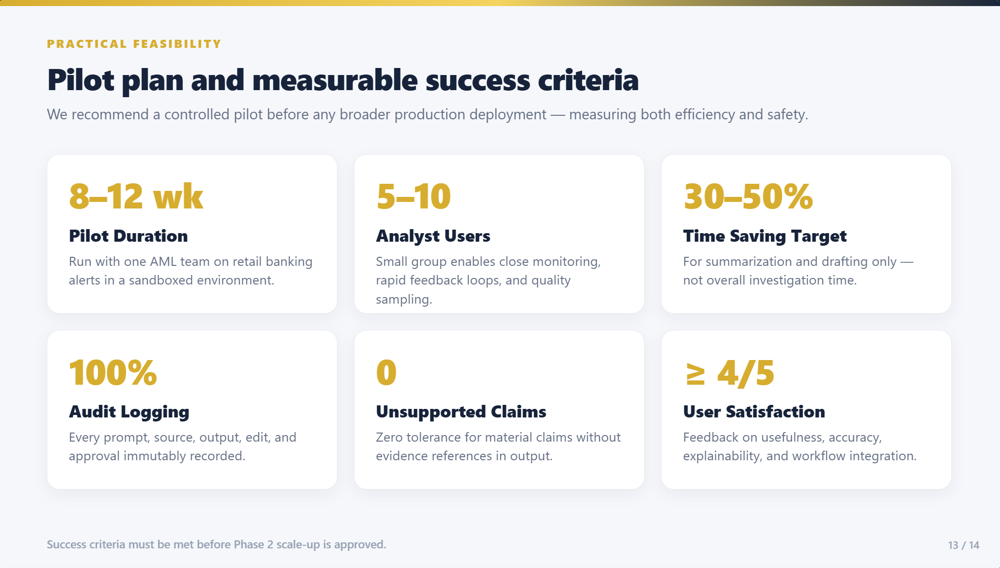 PRACTICAL FEASIBILITY
Pilot plan and measurable success criteria
We recommend a controlled pilot before any broader production deployment — measuring both efficiency and safety.
8–12 wk
Pilot Duration
Run with one AML team on retail banking
alerts in a sandboxed environment.
5–10
Analyst Users
Small group enables close monitoring,
rapid feedback loops, and quality
sampling.
30–50%
Time Saving Target
For summarization and drafting only —
not overall investigation time.
100%
Audit Logging
Every prompt, source, output, edit, and
approval immutably recorded.
0
Unsupported Claims
Zero tolerance for material claims without
evidence references in output.
≥ 4/5
User Satisfaction
Feedback on usefulness, accuracy,
explainability, and workflow integration.
Success criteria must be met before Phase 2 scale-up is approved.
13 / 14